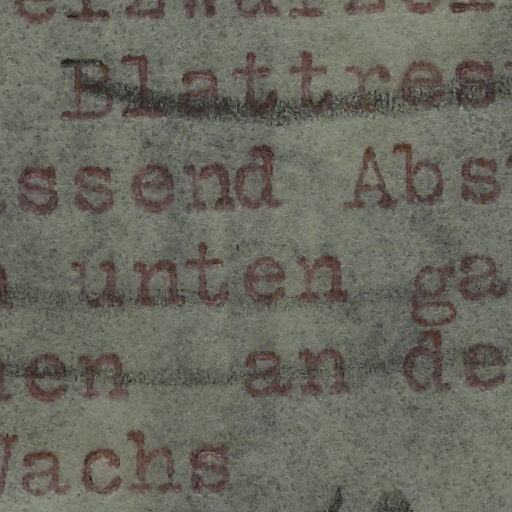 Blattres
ssend Abs
unten ga
en an de
Wachs